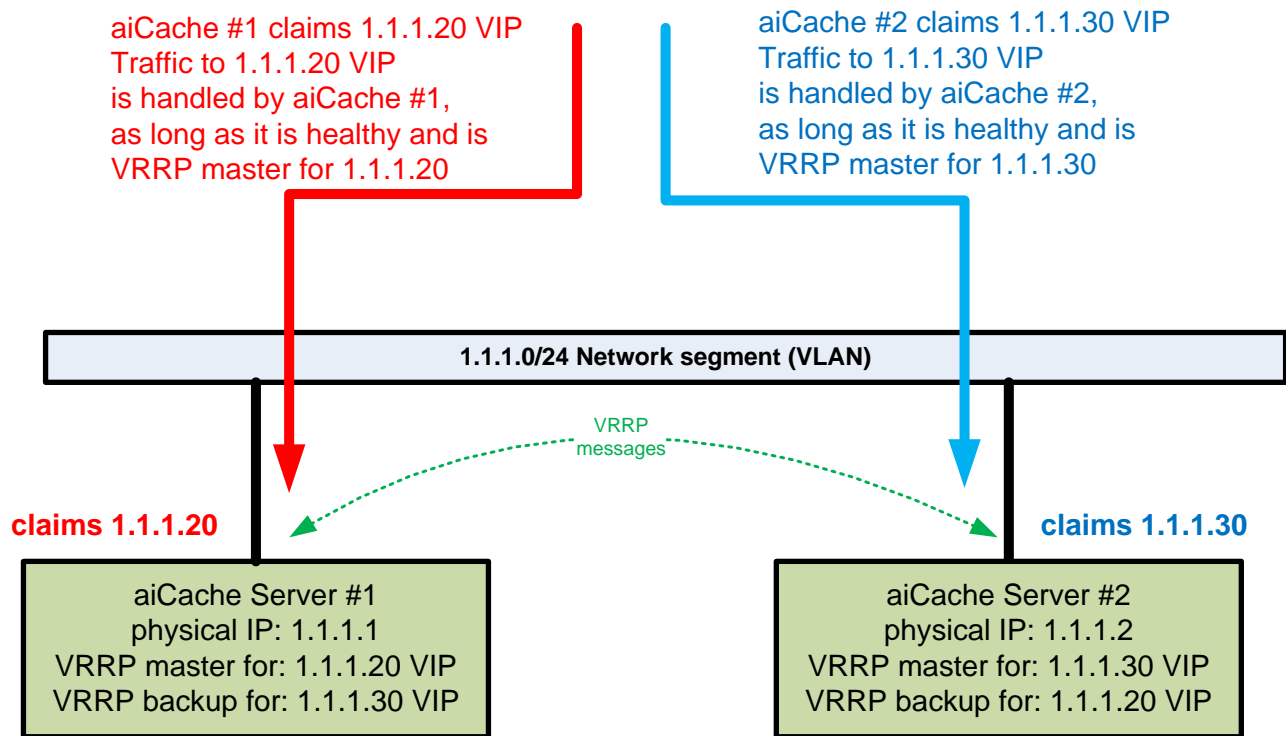 aiCache #1 claims 1.1.1.20 VIP
Traffic to 1.1.1.20 VIP
is handled by aiCache #1,
as long as it is healthy and is
VRRP master for 1.1.1.20
aiCache #2 claims 1.1.1.30 VIP
Traffic to 1.1.1.30 VIP
is handled by aiCache #2,
as long as it is healthy and is
VRRP master for 1.1.1.30
1.1.1.0/24 Network segment (VLAN)
VRRP
messages
claims 1.1.1.20
claims 1.1.1.30
aiCache Server #1
physical IP: 1.1.1.1
VRRP master for: 1.1.1.20 VIP
VRRP backup for: 1.1.1.30 VIP
aiCache Server #2
physical IP: 1.1.1.2
VRRP master for: 1.1.1.30 VIP
VRRP backup for: 1.1.1.20 VIP